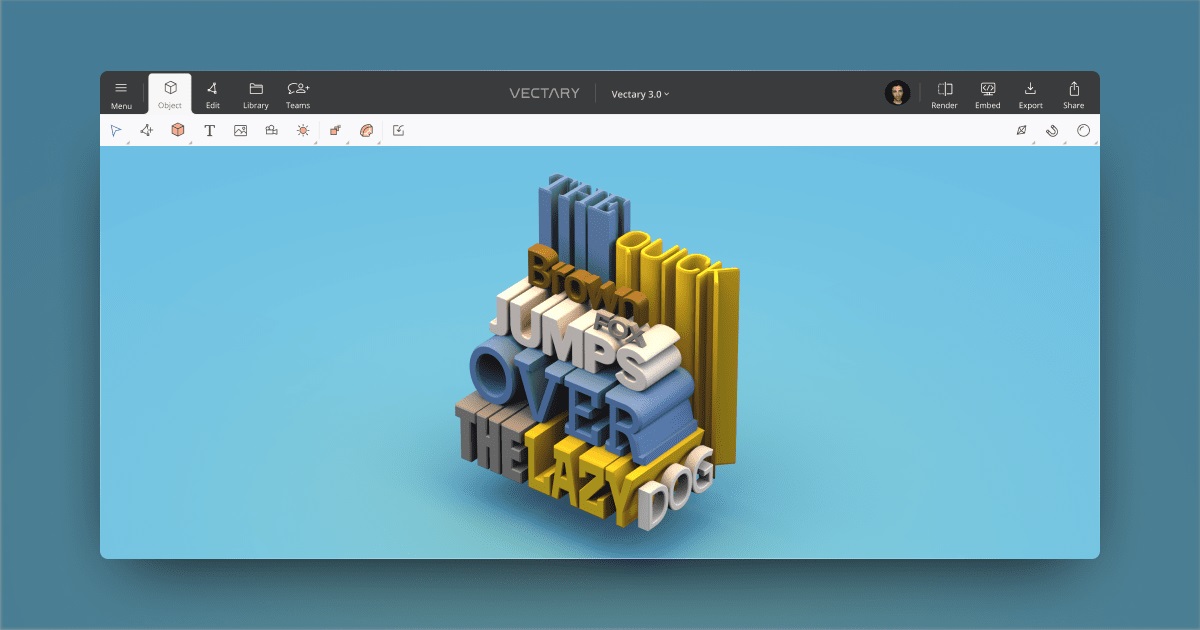 Menu
Object
Edit
Library
Teams
VECTARY
Vectary 3.0
Render
Embed
Export
Share
T
THE
QUICK
Brown
FOX
JUMPS
OVER
THE LAZY DOG